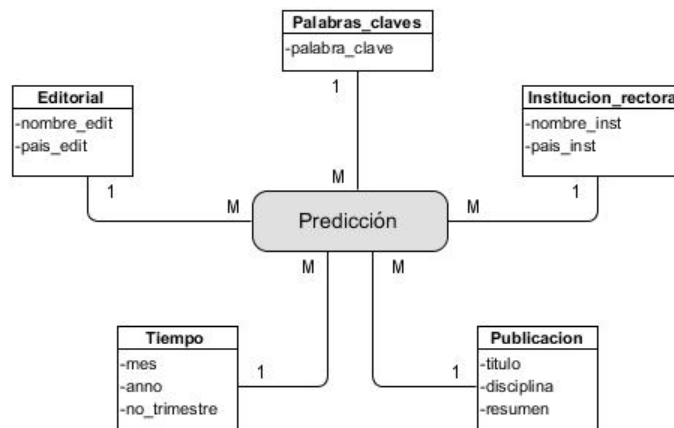 Palabras_claves
-palabra_clave
1
M
Editorial
-nombre_edit
-pais_edit
1
M
Institucion_rectora
-nombre_inst
-pais_inst
1
M
Predicción
M
M
Tiempo
-mes
-anno
-no_trimestre
1
Publicacion
-titulo
-disciplina
-resumen
1